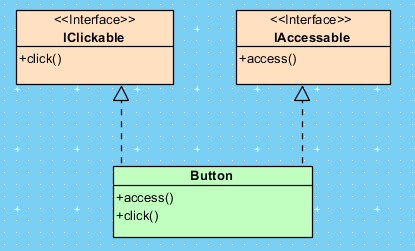 <<Interface>>
IClickable
+click()
<<Interface>>
IAccessable
+access()
Button
+access()
+click()